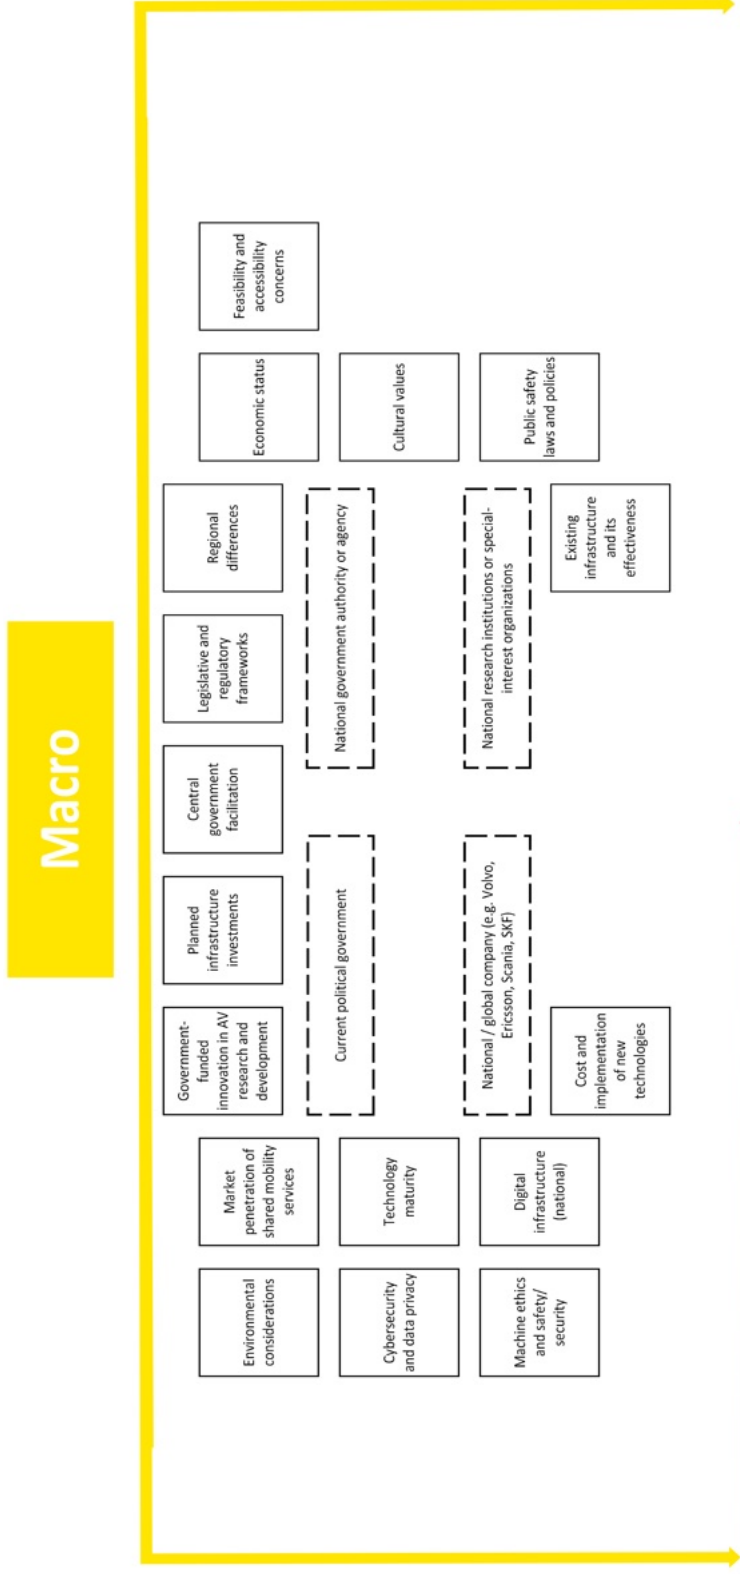 Macro
Government-
funded
innovation in AV
research and
development
Planned
infrastructure
investments
Central
government
facilitation
Legislative and
regulatory
frameworks
Regional
differences
Environmental
considerations
Market
penetration of
shared mobility
services
Economic status
Feasibility and
accessibility
concerns
Current political government
National government authority or agency
Cybersecurity
and data privacy
Technology
maturity
Cultural values
National / global company (e.g. Volvo,
Ericsson, Scania, SKF)
National research institutions or special-
interest organizations
Machine ethics
and safety/
security
Digital
infrastructure
(national)
Public safety
laws and policies
Cost and
implementation
of new
technologies
Existing
infrastructure
and its
effectiveness